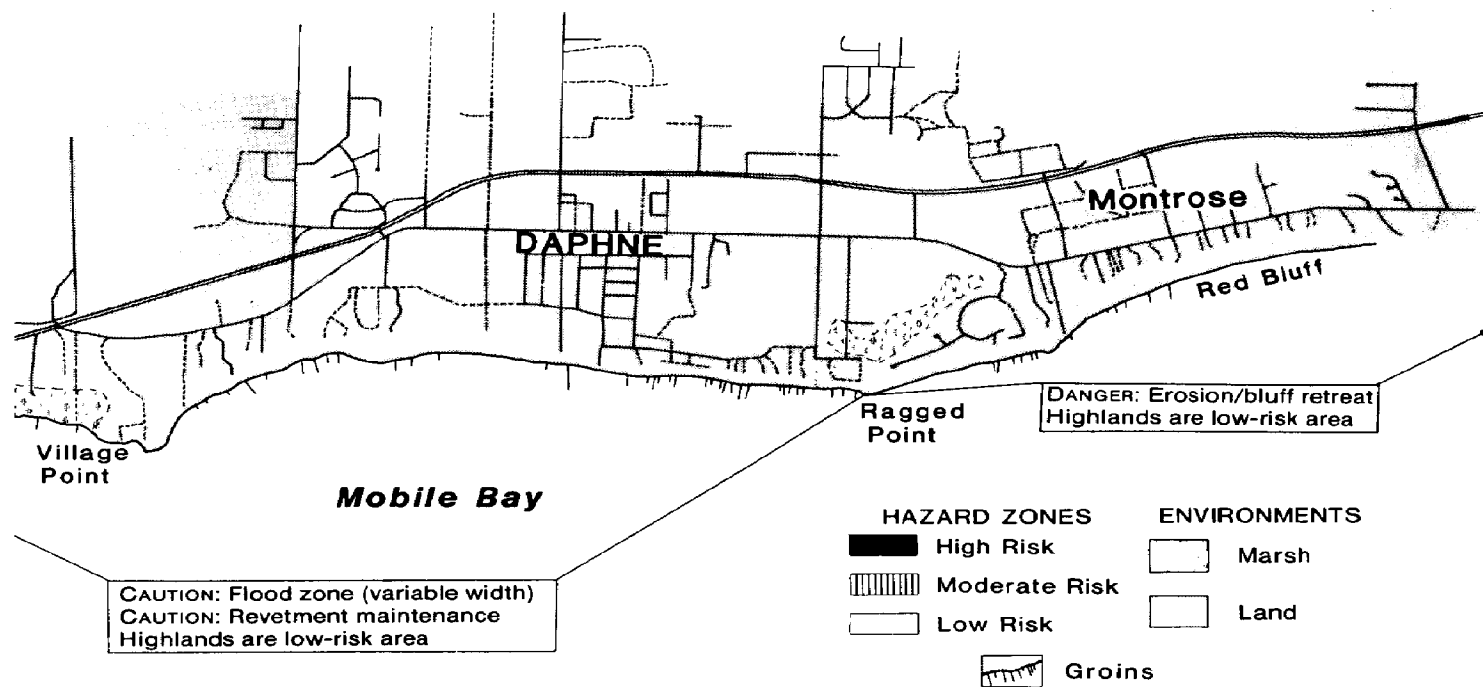 Montrose
DAPHNE
Red Bluff
DANGER: Erosion/bluff retreat
Highlands are low-risk area
Ragged
Point
Village
Point
Mobile Bay
HAZARD ZONES
High Risk
Moderate Risk
Low Risk
ENVIRONMENTS
Marsh
Land
Groins
CAUTION: Flood zone (variable width)
CAUTION: Revetment maintenance
Highlands are low-risk area